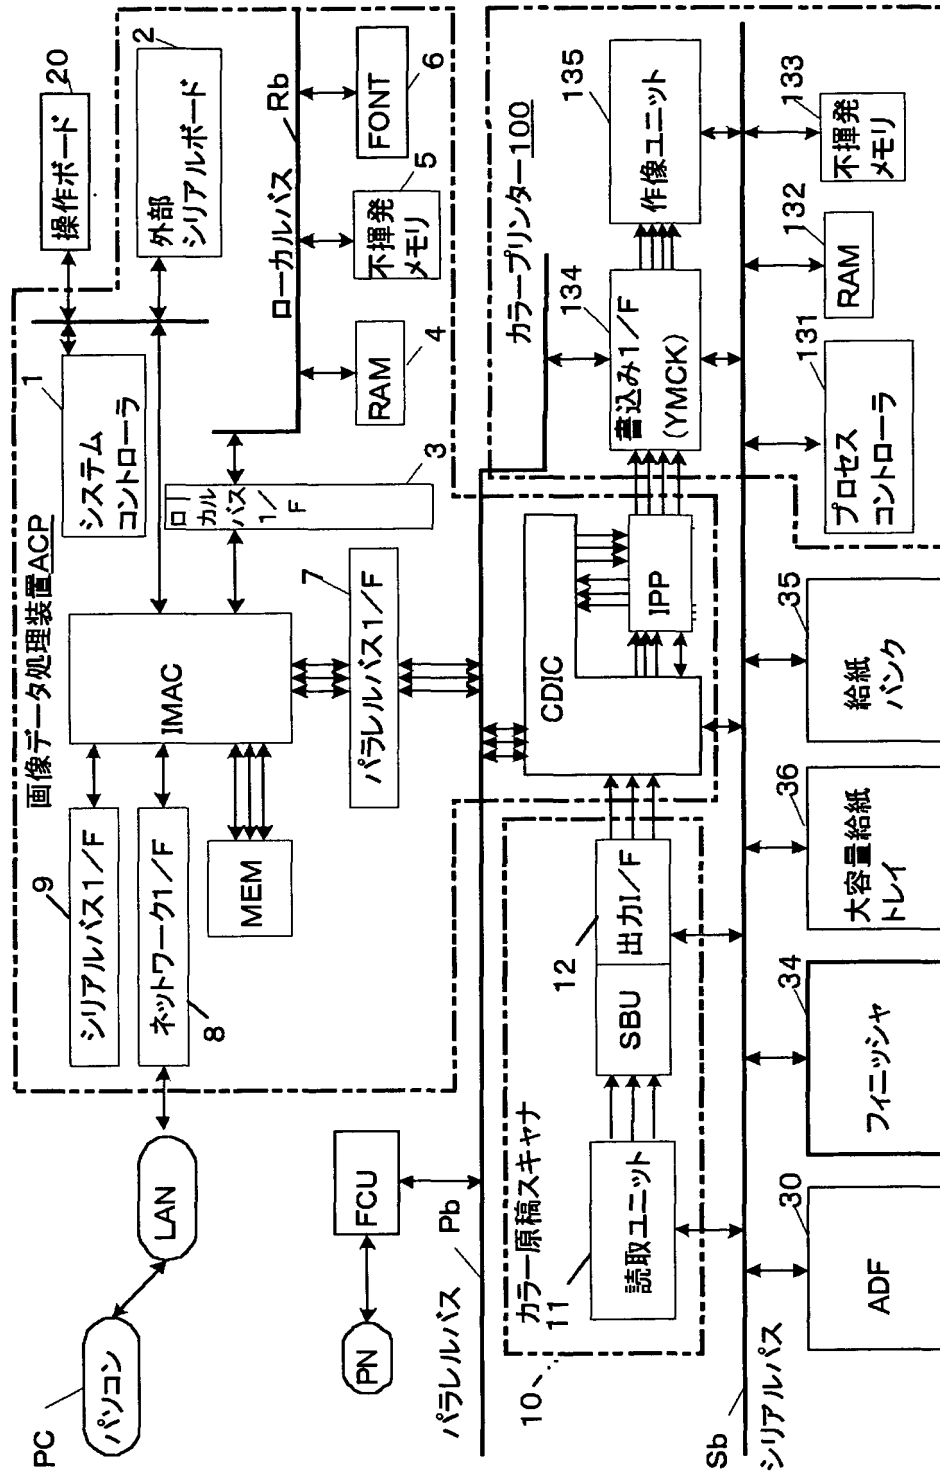 PC
パソコン
LAN
PN
FCU
画像データ処理装置ACP
9
シリアルバス1/F
ネットワーク1/F
8
MEM
IMAC
7
パラレルバス1/F
1
システム
コントローラ
20
操作ボード
2
外部
シリアルボード
ローカル
バス
1/F
3
ローカルバス
Rb
RAM
4
不揮発
メモリ
5
FONT
6
パラレルバス
Pb
10
カラー原稿スキャナ
11
読取ユニット
SBU
出力I/F
12
CDIC
IPP
カラープリンター100
134
書込み1/F
(YMCK)
135
作像ユニット
Sb
シリアルバス
ADF
30
フィニッシャ
34
大容量給紙
トレイ
36
給紙
バンク
35
プロセス
コントローラ
131
RAM
132
不揮発
メモリ
133